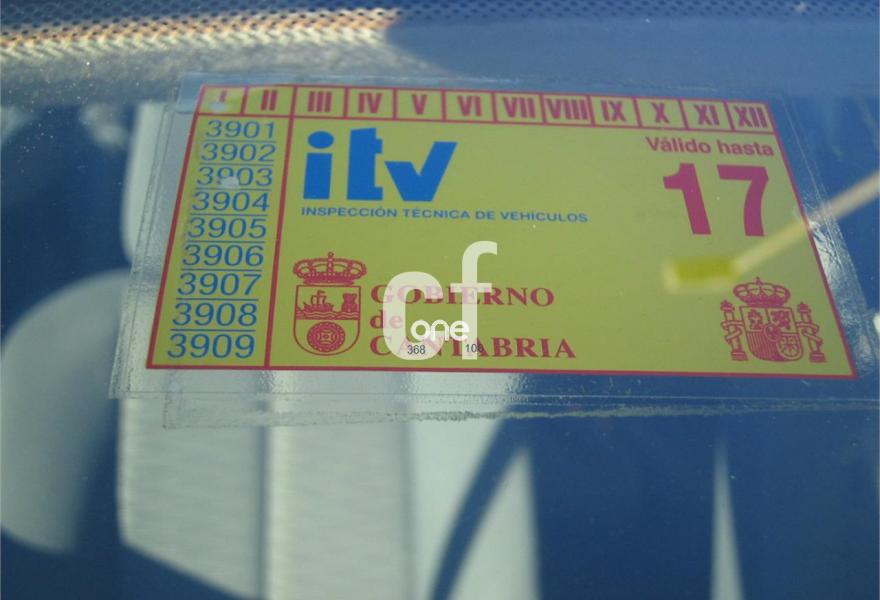 I II III IV V VI VII VIII IX X XI XII
3901
3902
3903
3904
3905
3906
3907
3908
3909
itv
INSPECCIÓN TÉCNICA DE VEHÍCULOS
Válido hasta
17
GOBIERNO
de
CANTABRIA
cf
one
368 109